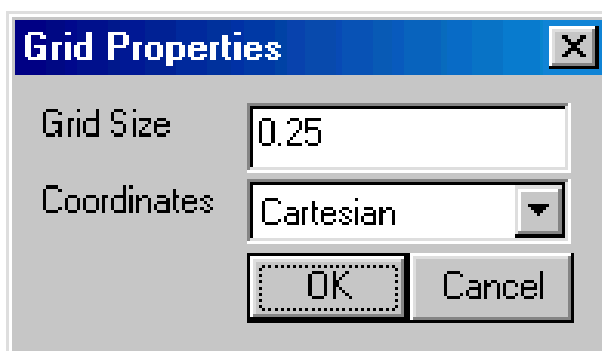 Grid Properties
Grid Size 0.25
Coordinates Cartesian
OK Cancel